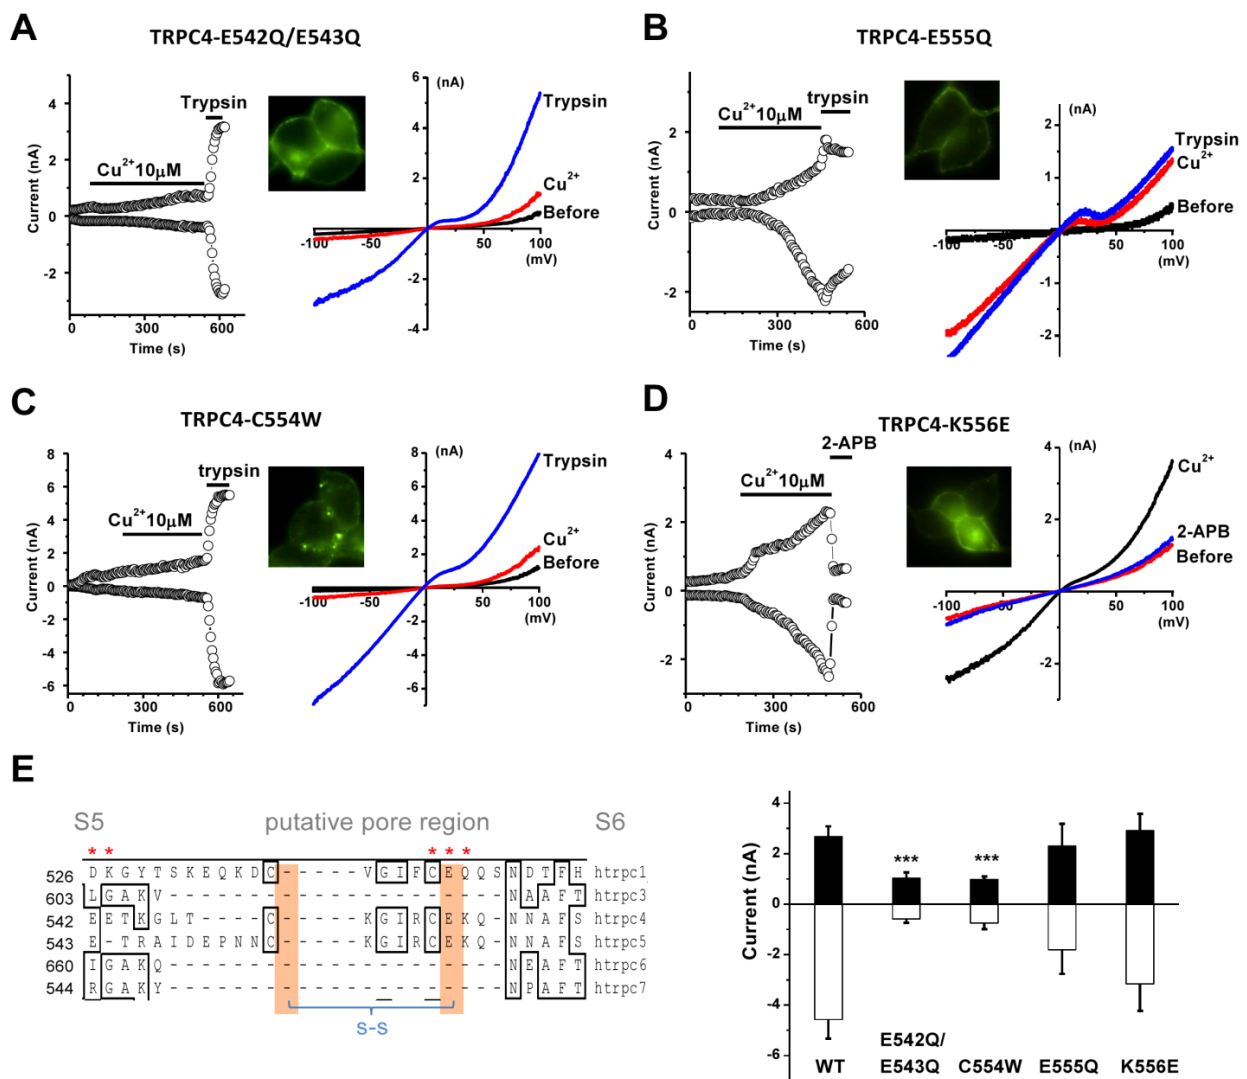 A
TRPC4-E542Q/E543Q
Current (nA)
4
2
0
-2
0
300
600
Time (s)
Cu²⁺10μM
Trypsin
(nA)
6
4
2
-2
-4
-100
-50
50
100
(mV)
Trypsin
Cu²⁺
Before
B
TRPC4-E555Q
Current (nA)
2
0
-2
0
300
600
Time (s)
Cu²⁺10μM
trypsin
(nA)
2
1
-1
-2
-100
-50
50
100
(mV)
Trypsin
Cu²⁺
Before
C
TRPC4-C554W
Current (nA)
8
6
4
2
0
-2
-4
-6
0
300
600
Time (s)
Cu²⁺10μM
trypsin
(nA)
8
6
4
2
-2
-4
-6
-100
-50
50
100
(mV)
Trypsin
Cu²⁺
Before
D
TRPC4-K556E
Current (nA)
4
2
0
-2
0
300
600
Time (s)
Cu²⁺10μM
2-APB
(nA)
4
2
-2
-100
-50
50
100
(mV)
Cu²⁺
2-APB
Before
E
S5 putative pore region S6
* * * * *
526 D K G Y T S K E Q K D C - - - - - V G I F C E Q Q S N D T F H htrpc1
603 L G A K V - - - - - - - - - - - - - - - - - - - - N A A F T htrpc3
542 E E T K G L T - - - - C - - - - - K G I R C E K Q - N N A F S htrpc4
543 E - T R A I D E P N N C - - - - - K G I R C E K Q - N N A F S htrpc5
660 I G A K Q - - - - - - - - - - - - - - - - - - - - N E A F T htrpc6
544 R G A K Y - - - - - - - - - - - - - - - - - - - - N P A F T htrpc7
S-S
Current (nA)
4
2
0
-2
-4
-6
*** ***
WT
E542Q/
E543Q
C554W
E555Q
K556E